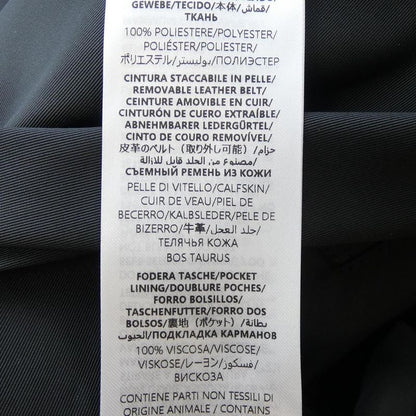 GEWEBE/TECIDO/本体/قماش/
ТКАНЬ
100% POLIESTERE/POLYESTER/
POLIÉSTER/POLIESTER/
ポリエステル/بوليستر/ПОЛИЭСТЕР
CINTURA STACCABILE IN PELLE/
REMOVABLE LEATHER BELT/
CEINTURE AMOVIBLE EN CUIR/
CINTURÓN DE CUERO EXTRAÍBLE/
ABNEHMBARER LEDERGÜRTEL/
CINTO DE COURO REMOVÍVEL/
皮革のベルト（取り外し可能）/حزام
مصنوع من الجلد قابل للإزالة/
СЪЕМНЫЙ РЕМЕНЬ ИЗ КОЖИ
PELLE DI VITELLO/CALFSKIN/
CUIR DE VEAU/PIEL DE
BECERRO/KALBSLEDER/PELE DE
BIZERRO/牛革/جلد العجل/
ТЕЛЯЧЬЯ КОЖА
BOS TAURUS
FODERA TASCHE/POCKET
LINING/DOUBLURE POCHES/
FORRO BOLSILLOS/
TASCHENFUTTER/FORRO DOS
BOLSOS/裏地（ポケット）/بطانة
الجيوب/ПОДКЛАДКА КАРМАНОВ
100% VISCOSA/VISCOSE/
VISKOSE/レーヨン/فسكوز/
ВИСКОЗА
CONTIENE PARTI NON TESSILI DI
ORIGINE ANIMALE / CONTAINS